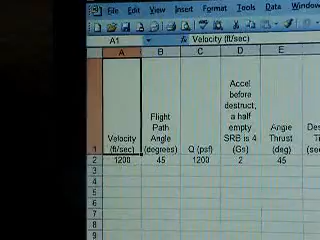 File Edit View Insert Format Tools Data Window
A1 fx Velocity (ft/sec)
A B C D E
1 Velocity (ft/sec) Flight Path Angle (degrees) Q (psf) Accel before destruct, a half empty SRB is 4 (Gs) Angle Thrust (deg)
2 1200 45 1200 2 45
3
4
5
6
7
8
9